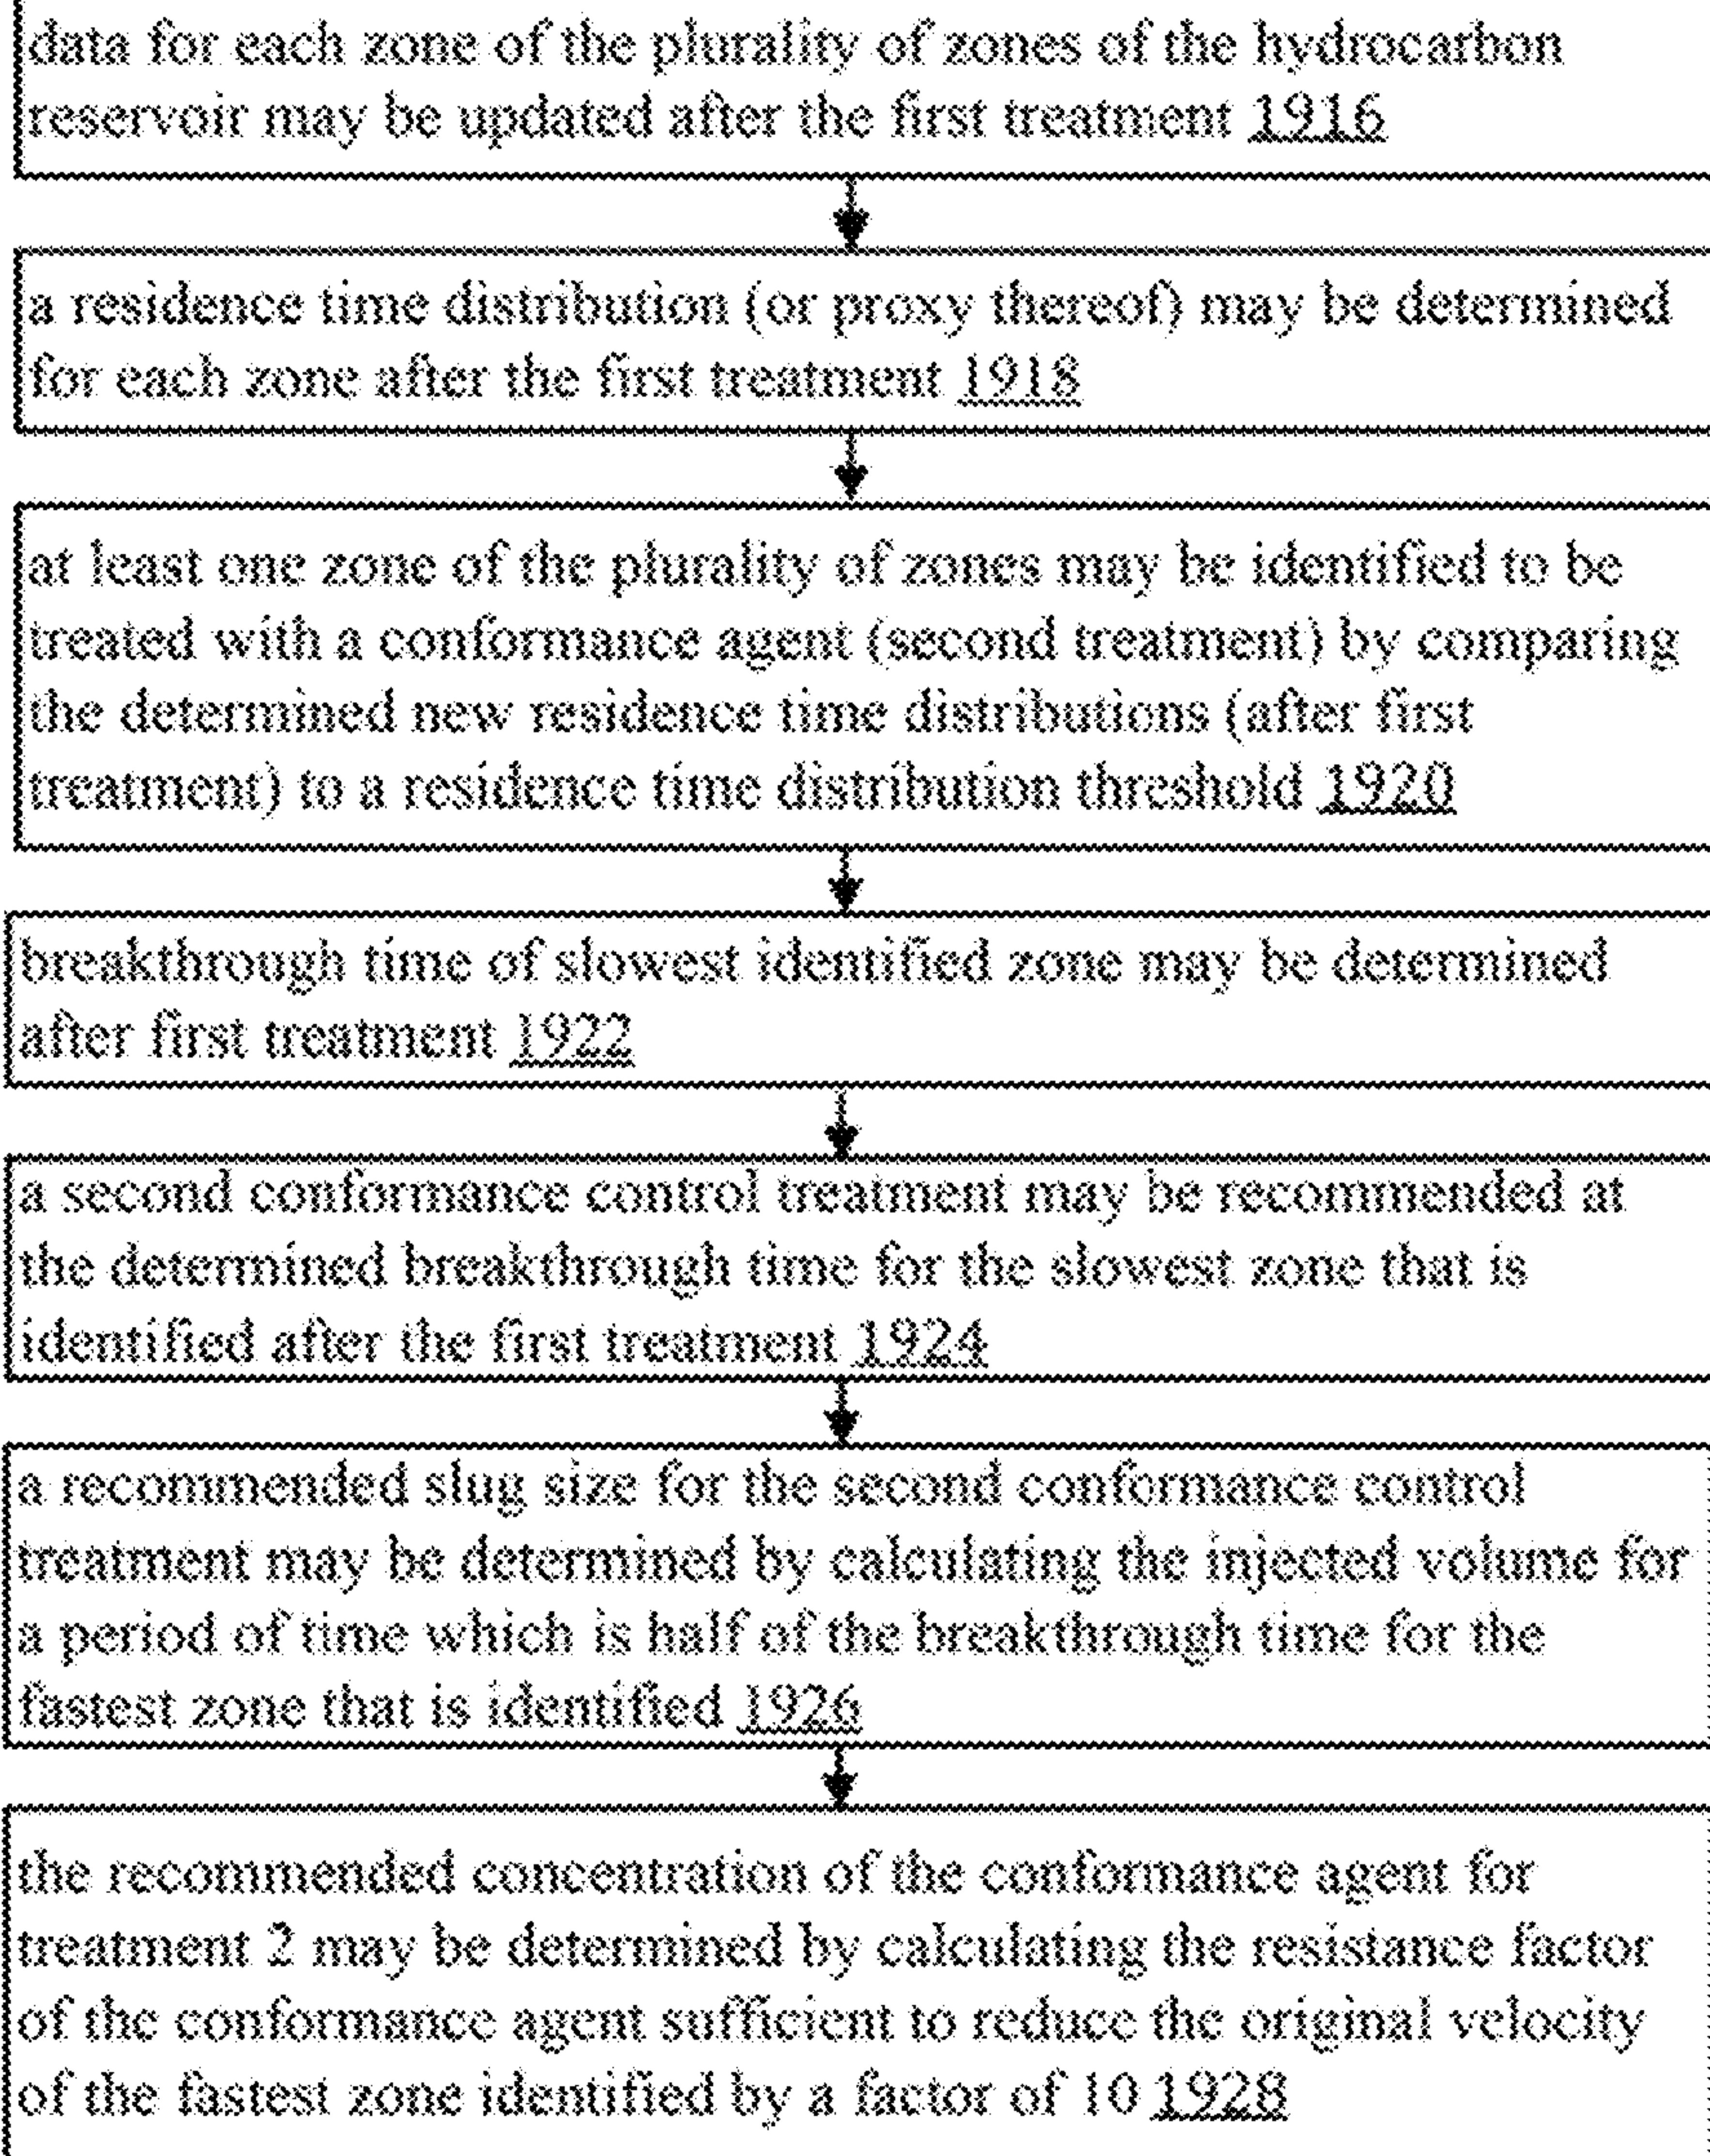 data for each zone of the plurality of zones of the hydrocarbon
reservoir may be updated after the first treatment 1916
a residence time distribution (or proxy thereof) may be determined
for each zone after the first treatment 1918
at least one zone of the plurality of zones may be identified to be
treated with a conformance agent (second treatment) by comparing
the determined new residence time distributions (after first
treatment) to a residence time distribution threshold 1920
breakthrough time of slowest identified zone may be determined
after first treatment 1922
a second conformance control treatment may be recommended at
the determined breakthrough time for the slowest zone that is
identified after the first treatment 1924
a recommended slug size for the second conformance control
treatment may be determined by calculating the injected volume for
a period of time which is half of the breakthrough time for the
fastest zone that is identified 1926
the recommended concentration of the conformance agent for
treatment 2 may be determined by calculating the resistance factor
of the conformance agent sufficient to reduce the original velocity
of the fastest zone identified by a factor of 10 1928